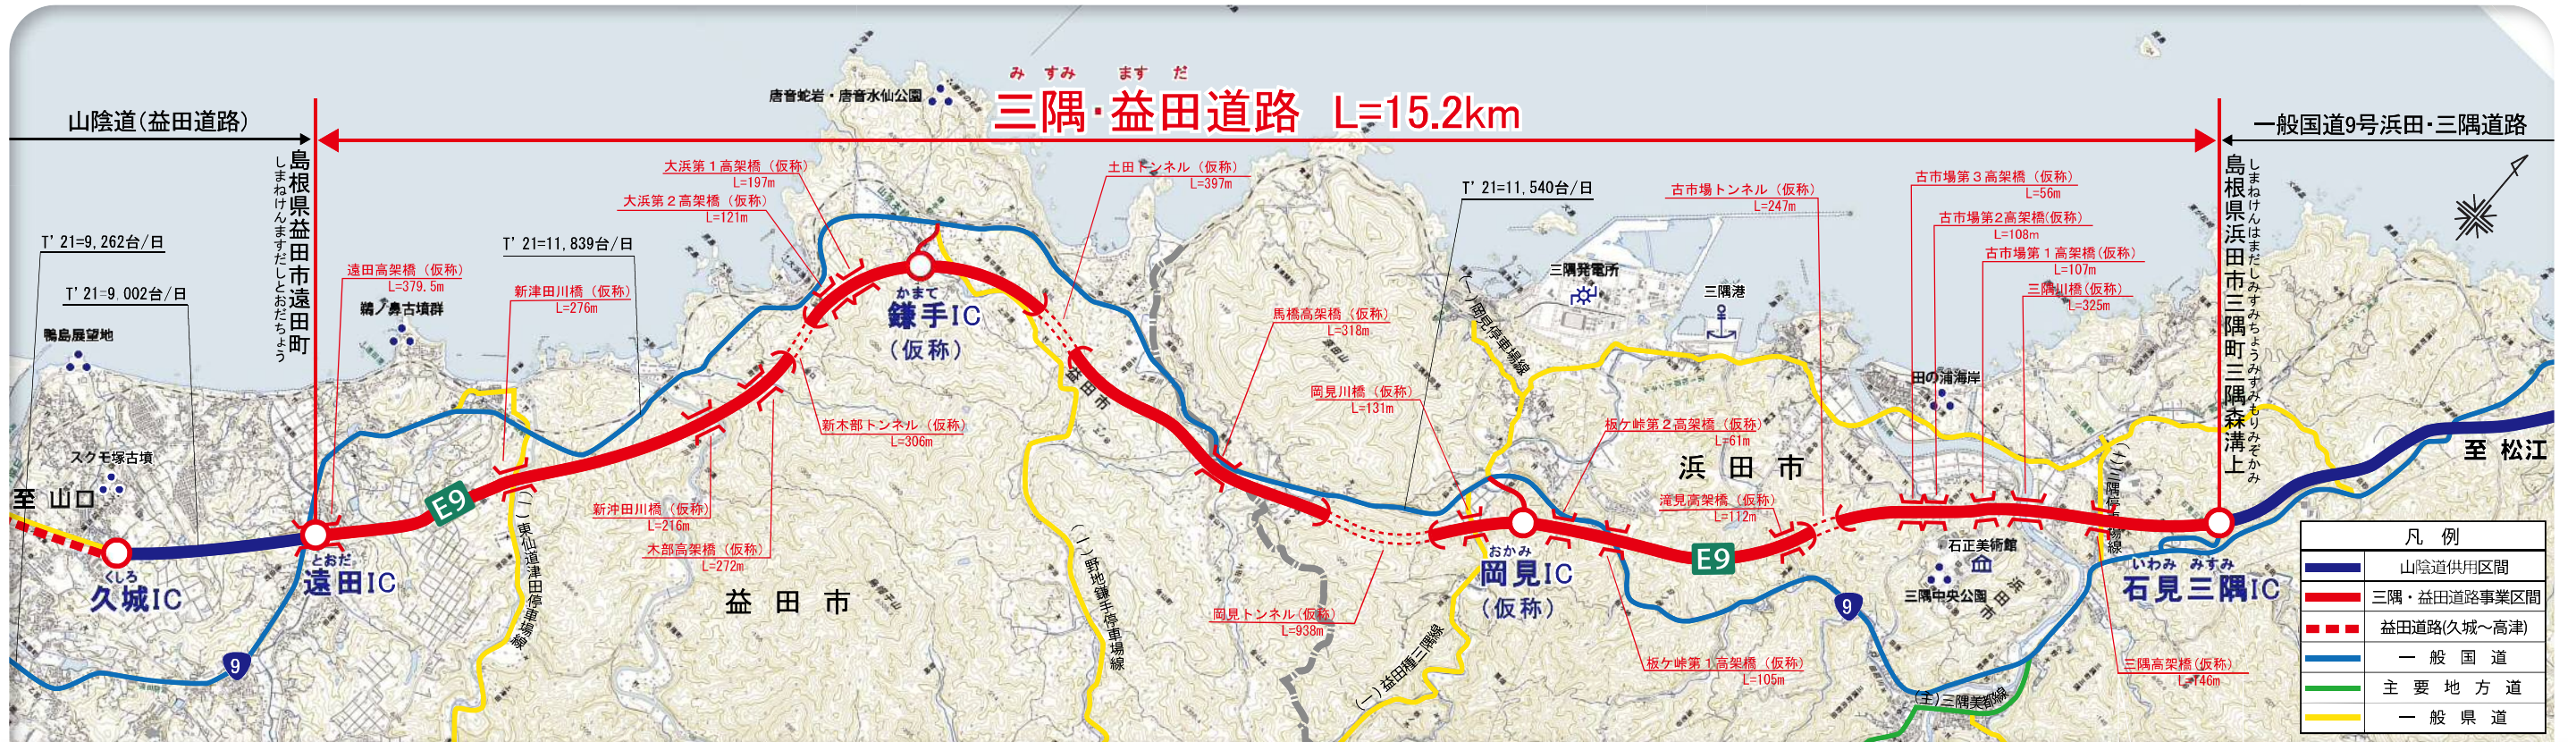 み すみ ます だ
三隅・益田道路 L=15.2km
山陰道(益田道路)
一般国道9号浜田・三隅道路
島根県益田市遠田町
しまねけんますだしとおだちょう
島根県浜田市三隅町三隅森溝上
しまねけんはまだしみすみちょうみすみもりみぞかみ
唐音蛇岩・唐音水仙公園
大浜第1高架橋(仮称)
L=197m
大浜第2高架橋(仮称)
L=121m
土田トンネル(仮称)
L=397m
T'21=11,540台/日
古市場トンネル(仮称)
L=247m
古市場第3高架橋(仮称)
L=56m
古市場第2高架橋(仮称)
L=108m
古市場第1高架橋(仮称)
L=107m
三隅川橋(仮称)
L=325m
T'21=9,262台/日
T'21=9,002台/日
T'21=11,839台/日
遠田高架橋(仮称)
L=379.5m
新津田川橋(仮称)
L=276m
鵜ノ鼻古墳群
鴨島展望地
スクモ塚古墳
かまて
鎌手IC
(仮称)
三隅発電所
三隅港
馬橋高架橋(仮称)
L=318m
(一)岡見停車場線
岡見川橋(仮称)
L=131m
田の浦海岸
新木部トンネル(仮称)
L=306m
益田市
板ケ峠第2高架橋(仮称)
L=61m
浜田市
滝見高架橋(仮称)
L=112m
至 松江
至 山口
E9
新沖田川橋(仮称)
L=216m
木部高架橋(仮称)
L=272m
(一)東仙道津田停車場線
(一)野地鎌手停車場線
(一)三隅停車場線
くしろ
久城IC
とおだ
遠田IC
益田市
おかみ
岡見IC
(仮称)
E9
岡見トンネル(仮称)
L=938m
石正美術館
三隅中央公園
浜田市
いわみ みすみ
石見三隅IC
9
9
(一)益田種三隅線
板ケ峠第1高架橋(仮称)
L=105m
三隅高架橋(仮称)
L=146m
(主)三隅美都線
凡 例
山陰道供用区間
三隅・益田道路事業区間
益田道路(久城～高津)
一般国道
主要地方道
一般県道